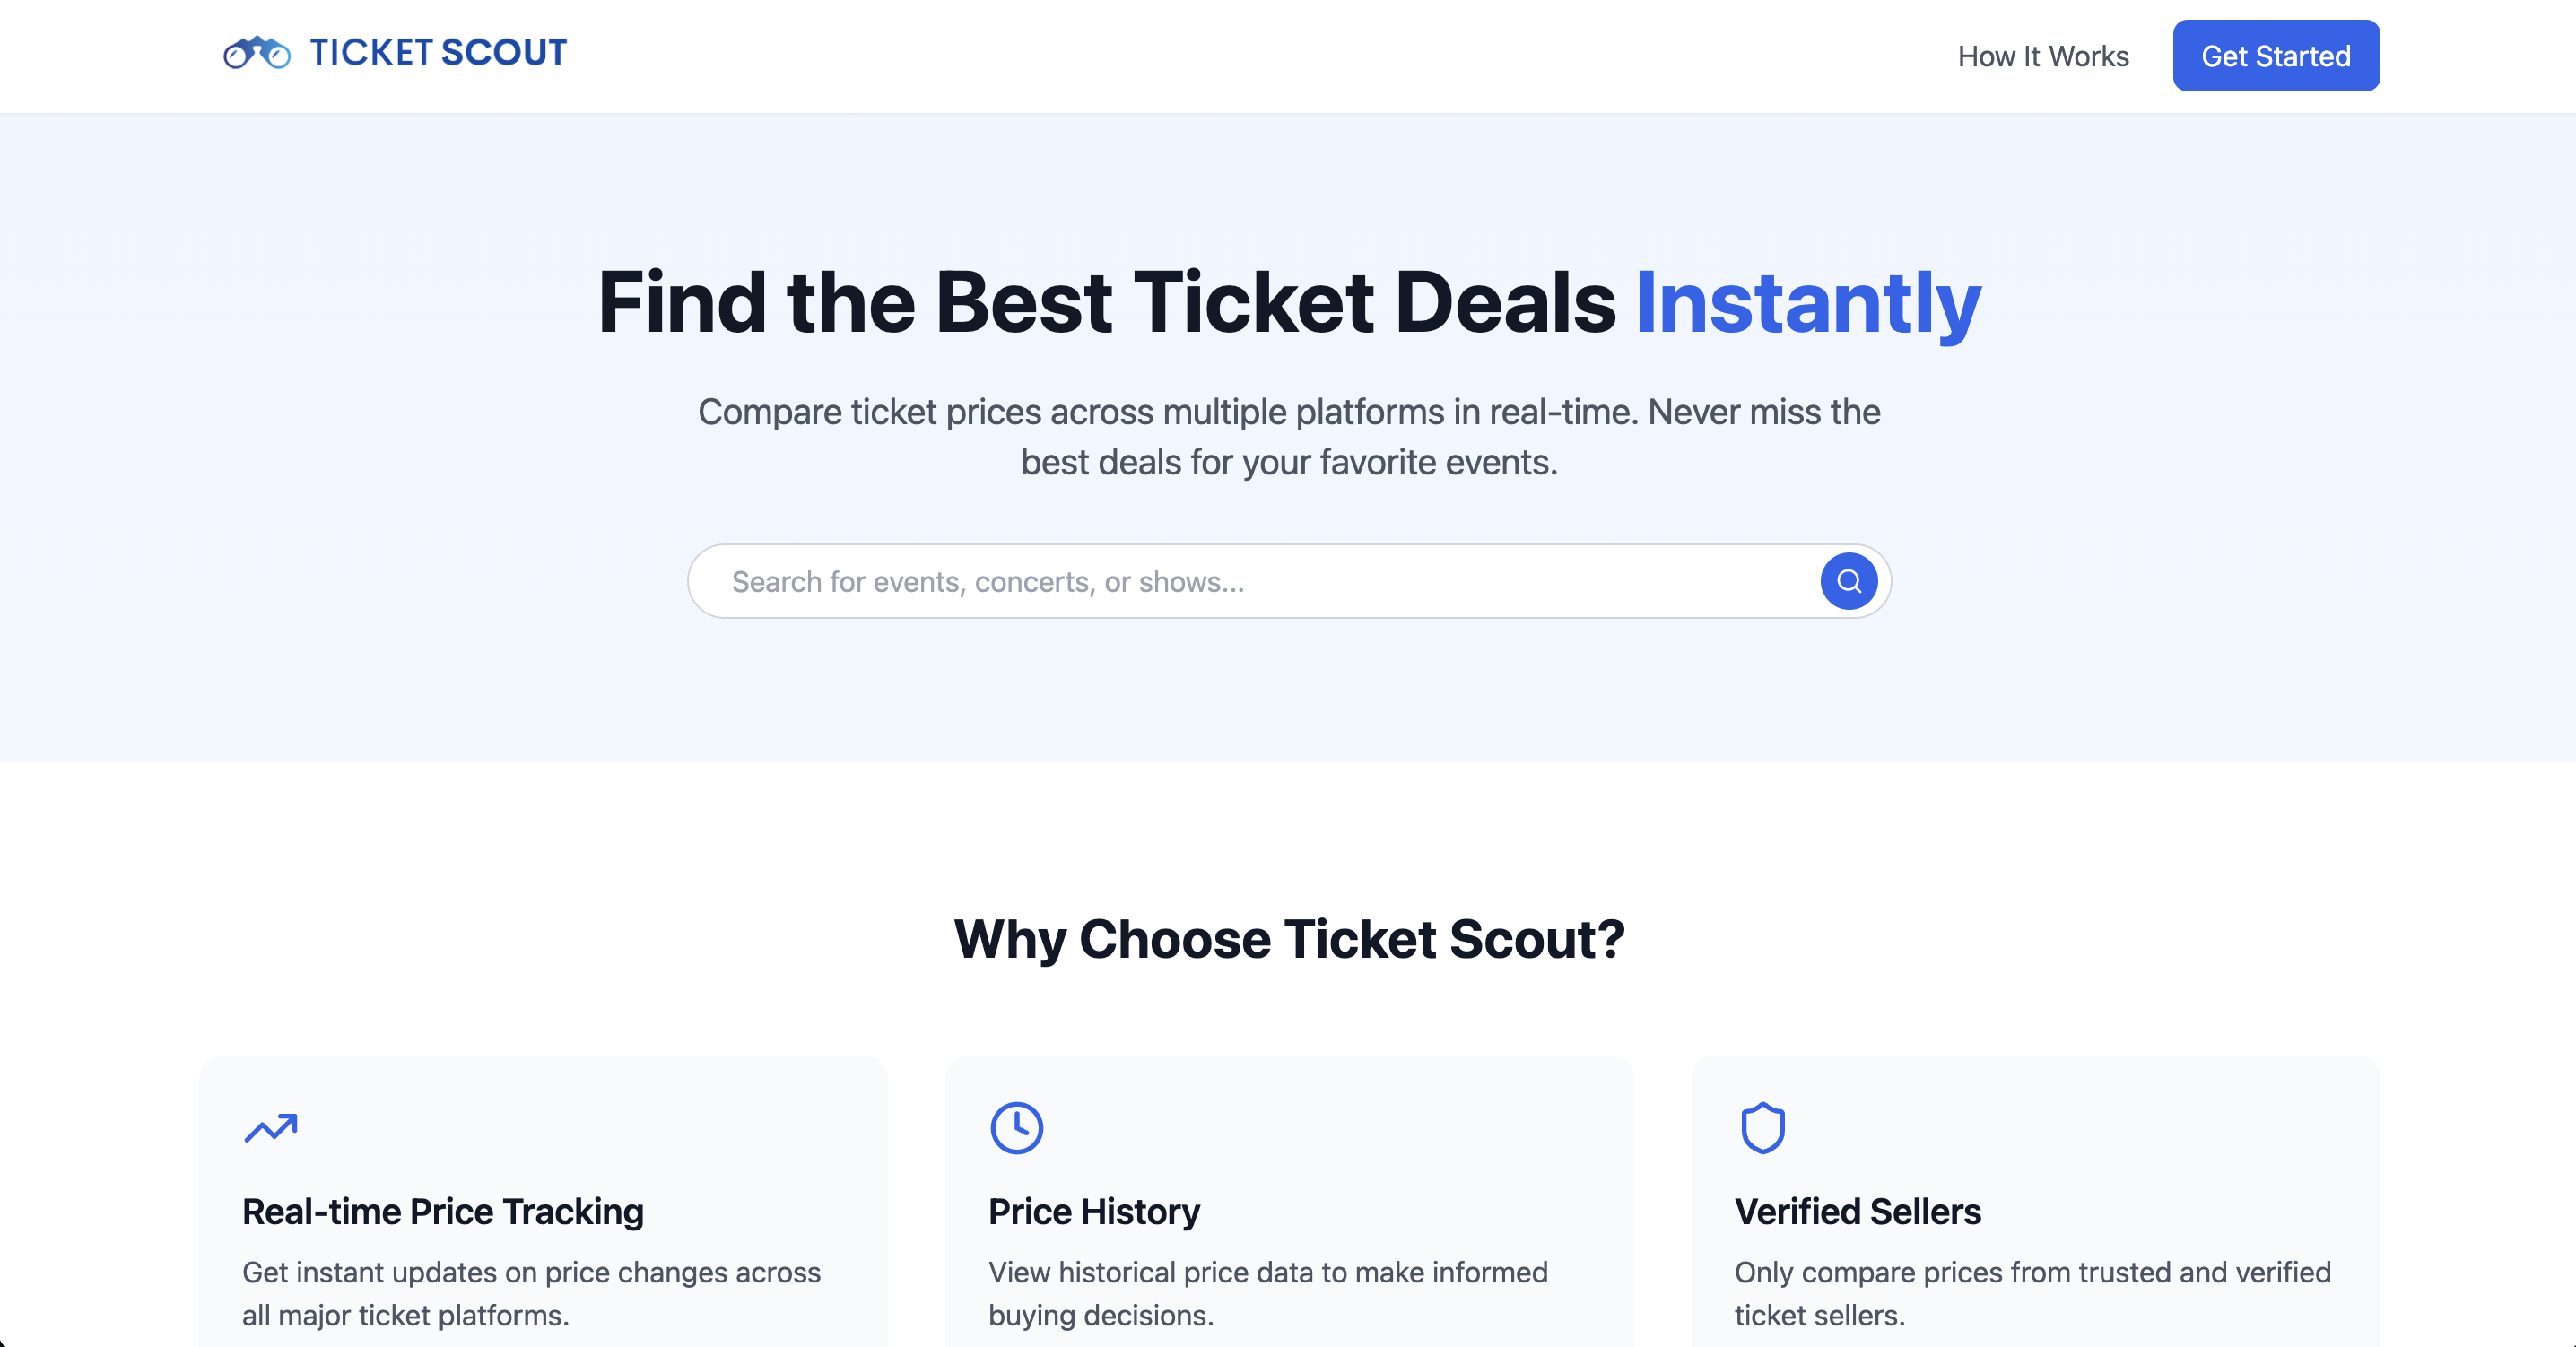 TICKET SCOUT
How It Works
Get Started
Find the Best Ticket Deals Instantly
Compare ticket prices across multiple platforms in real-time. Never miss the
best deals for your favorite events.
Search for events, concerts, or shows...
Why Choose Ticket Scout?
Real-time Price Tracking
Get instant updates on price changes across
all major ticket platforms.
Price History
View historical price data to make informed
buying decisions.
Verified Sellers
Only compare prices from trusted and verified
ticket sellers.